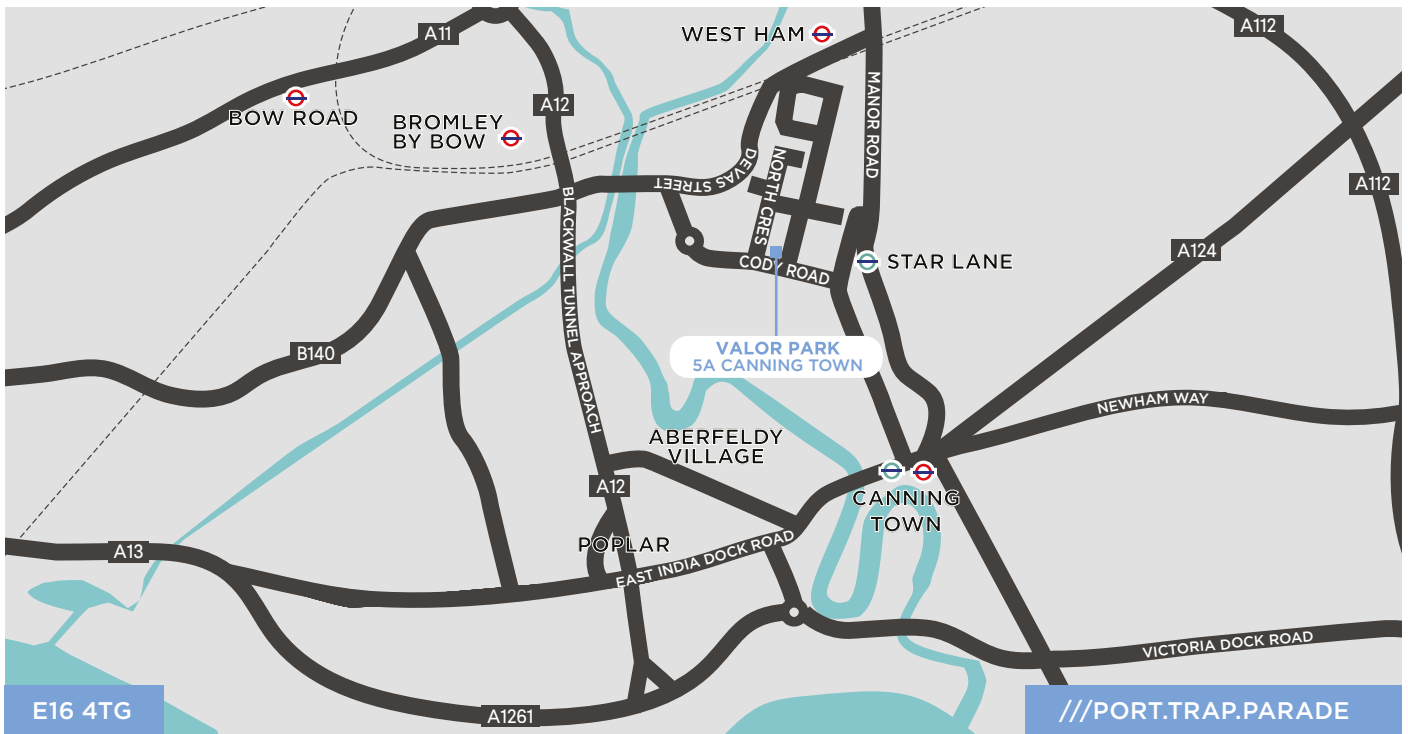 A11
WEST HAM
A112
BOW ROAD
BROMLEY
BY BOW
A12
MANOR ROAD
DEVAS STREET
NORTH CRES
A112
BLACKWALL TUNNEL APPROACH
CODY ROAD
STAR LANE
A124
B140
VALOR PARK
5A CANNING TOWN
NEWHAM WAY
ABERFELDY
VILLAGE
A12
CANNING
TOWN
A13
POPLAR
EAST INDIA DOCK ROAD
VICTORIA DOCK ROAD
E16 4TG
A1261
///PORT.TRAP.PARADE